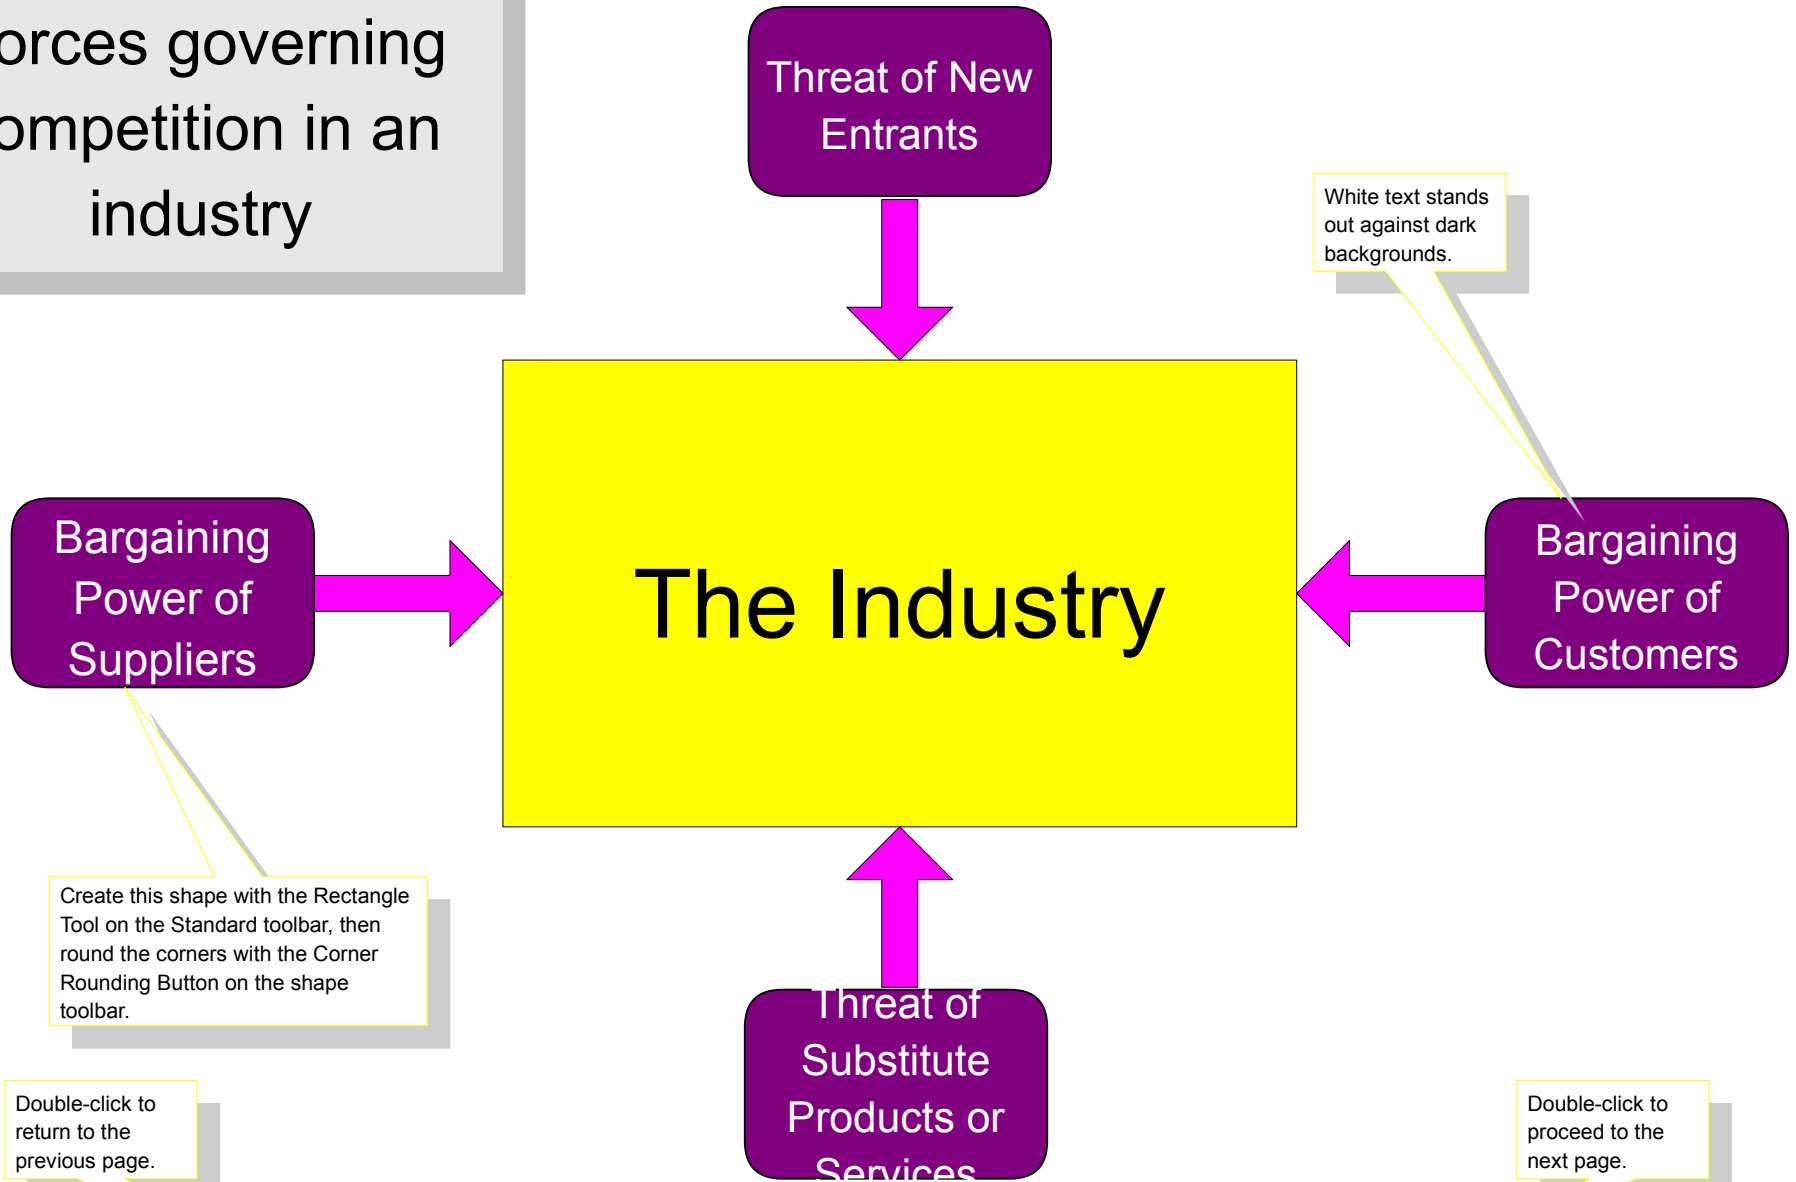 orces governing
ompetition in an
industry
Threat of New
Entrants
White text stands
out against dark
backgrounds.
Bargaining
Power of
Suppliers
The Industry
Bargaining
Power of
Customers
Create this shape with the Rectangle
Tool on the Standard toolbar, then
round the corners with the Corner
Rounding Button on the shape
toolbar.
Threat of
Substitute
Products or
Services
Double-click to
return to the
previous page.
Double-click to
proceed to the
next page.